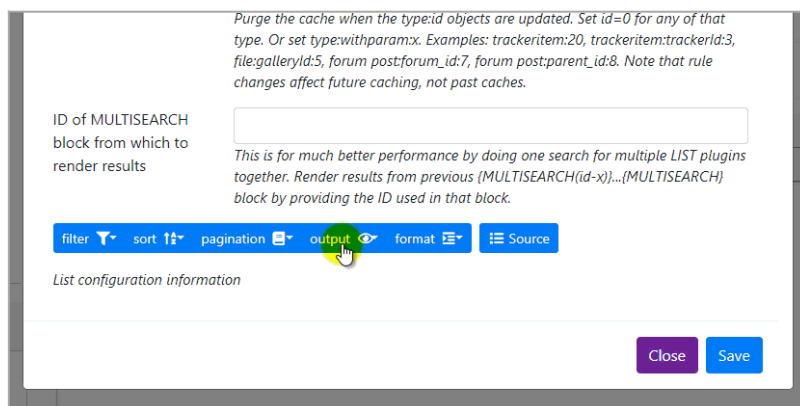 Purge the cache when the type:id objects are updated. Set id=0 for any of that
type. Or set type:withparam:x. Examples: trackeritem:20, trackeritem:trackerId:3,
file:galleryId:5, forum post:forum_id:7, forum post:parent_id:8. Note that rule
changes affect future caching, not past caches.
ID of MULTISEARCH
block from which to
render results
This is for much better performance by doing one search for multiple LIST plugins
together. Render results from previous {MULTISEARCH(id-x)}...{MULTISEARCH}
block by providing the ID used in that block.
filter sort pagination output format Source
List configuration information
Close Save